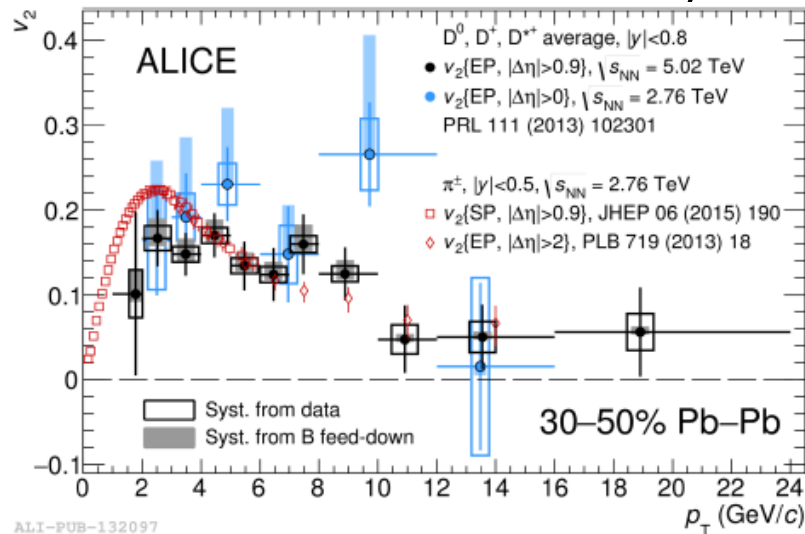 v2
0.4
0.3
0.2
0.1
0
−0.1
ALICE
D0, D+, D*+ average, |y|<0.8
v2{EP, |Δη|>0.9}, √sNN = 5.02 TeV
v2{EP, |Δη|>0}, √sNN = 2.76 TeV
PRL 111 (2013) 102301
π±, |y|<0.5, √sNN = 2.76 TeV
v2{SP, |Δη|>0.9}, JHEP 06 (2015) 190
v2{EP, |Δη|>2}, PLB 719 (2013) 18
Syst. from data
Syst. from B feed-down
30–50% Pb–Pb
0 2 4 6 8 10 12 14 16 18 20 22 24
pT (GeV/c)
ALI-PUB-132097